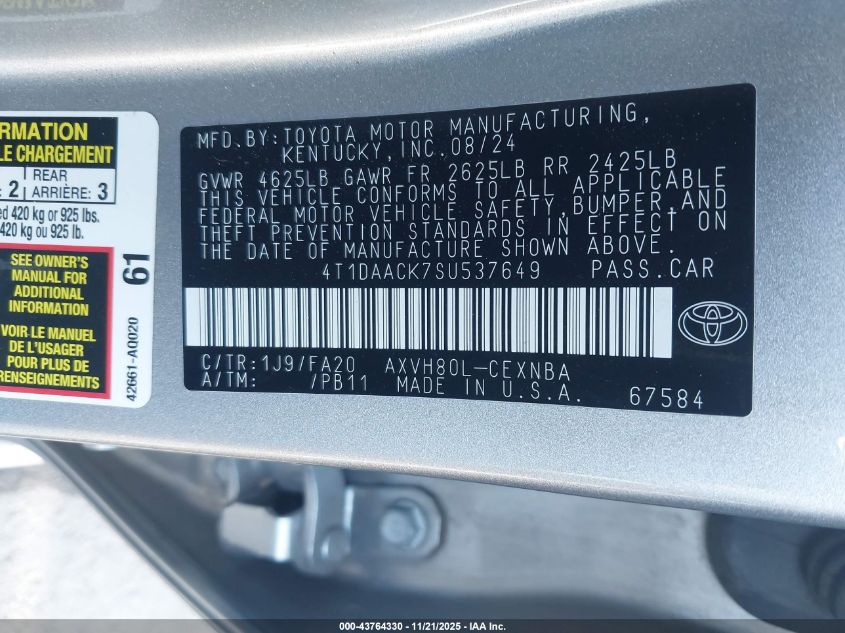 RMATION
LE CHARGEMENT
: 2 REAR ARRIÈRE: 3
ed 420 kg or 925 lbs.
420 kg ou 925 lb.
SEE OWNER'S
MANUAL FOR
ADDITIONAL
INFORMATION
VOIR LE MANUEL
DE L'USAGER
POUR PLUS DE
RENSEIGNEMENTS
61
42661-AQ020
MFD.BY:TOYOTA MOTOR MANUFACTURING,
KENTUCKY,INC.08/24
GVWR 4625LB GAWR FR 2625LB RR 2425LB
THIS VEHICLE CONFORMS TO ALL APPLICABLE
FEDERAL MOTOR VEHICLE SAFETY,BUMPER,AND
THEFT PREVENTION STANDARDS IN EFFECT ON
THE DATE OF MANUFACTURE SHOWN ABOVE.
4T1DAACK7SU537649 PASS.CAR
C/TR:1J9/FA20 AXVH80L-CEXNBA
A/TM: /PB11 MADE IN U.S.A. 67584
000-43764330 - 11/21/2025 - IAA Inc.